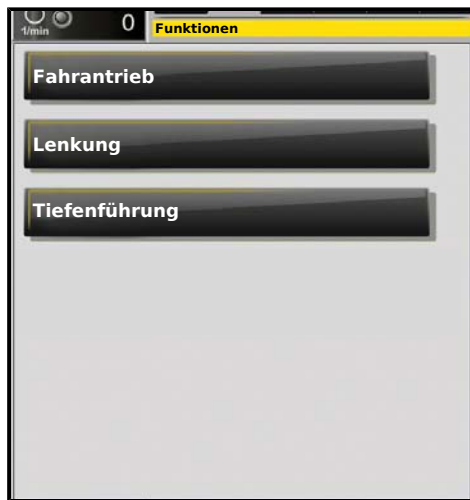 1/min
0
Funktionen
Fahrantrieb
Lenkung
Tiefenführung